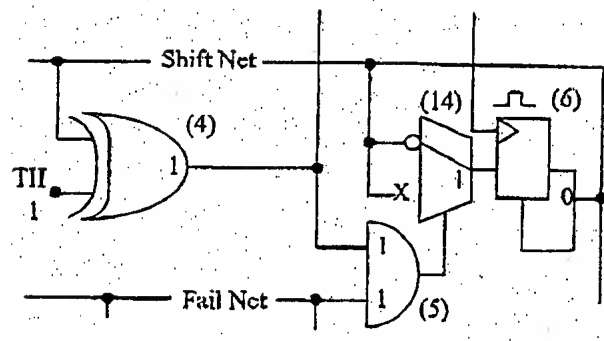 Shift Net
(4)
(14)
(6)
1
TII
1
X
1
0
1
1
Fail Net
(5)